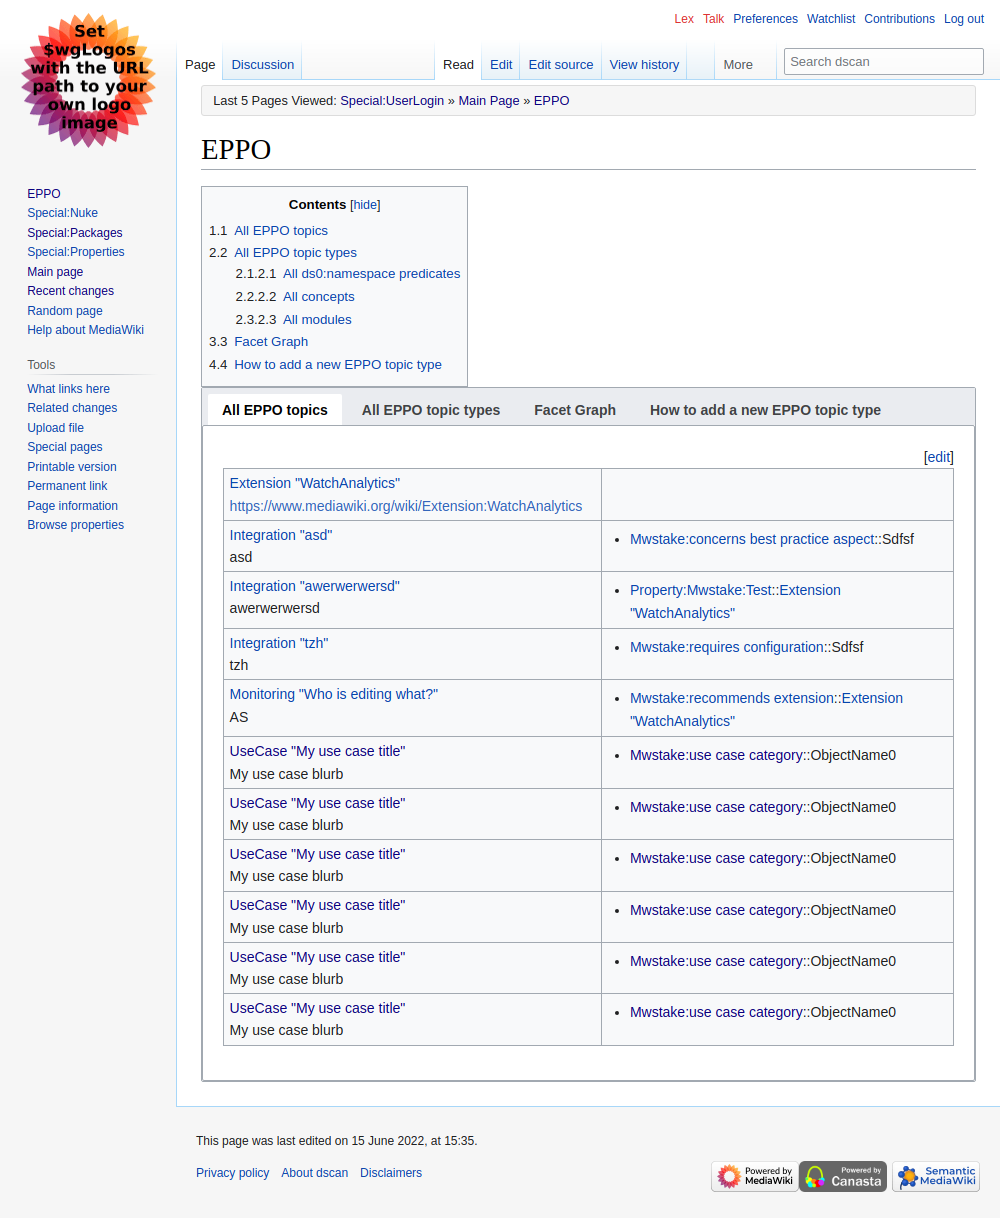 Set
$wgLogos
with the URL
path to your
own logo
image
Lex Talk Preferences Watchlist Contributions Log out
Page Discussion Read Edit Edit source View history More Search dscan
Last 5 Pages Viewed: Special:UserLogin » Main Page » EPPO
EPPO
EPPO
Special:Nuke
Special:Packages
Special:Properties
Main page
Recent changes
Random page
Help about MediaWiki
Tools
What links here
Related changes
Upload file
Special pages
Printable version
Permanent link
Page information
Browse properties
Contents [hide]
1.1 All EPPO topics
2.2 All EPPO topic types
2.1.2.1 All ds0:namespace predicates
2.2.2.2 All concepts
2.3.2.3 All modules
3.3 Facet Graph
4.4 How to add a new EPPO topic type
All EPPO topics All EPPO topic types Facet Graph How to add a new EPPO topic type
[edit]
Extension "WatchAnalytics"
https://www.mediawiki.org/wiki/Extension:WatchAnalytics
Integration "asd"
asd
• Mwstake:concerns best practice aspect::Sdfsf
Integration "awerwerwersd"
awerwerwersd
• Property:Mwstake:Test::Extension
"WatchAnalytics"
Integration "tzh"
tzh
• Mwstake:requires configuration::Sdfsf
Monitoring "Who is editing what?"
AS
• Mwstake:recommends extension::Extension
"WatchAnalytics"
UseCase "My use case title"
My use case blurb
• Mwstake:use case category::ObjectName0
UseCase "My use case title"
My use case blurb
• Mwstake:use case category::ObjectName0
UseCase "My use case title"
My use case blurb
• Mwstake:use case category::ObjectName0
UseCase "My use case title"
My use case blurb
• Mwstake:use case category::ObjectName0
UseCase "My use case title"
My use case blurb
• Mwstake:use case category::ObjectName0
UseCase "My use case title"
My use case blurb
• Mwstake:use case category::ObjectName0
This page was last edited on 15 June 2022, at 15:35.
Privacy policy About dscan Disclaimers
Powered by
MediaWiki
Powered by
Canasta
Semantic
MediaWiki